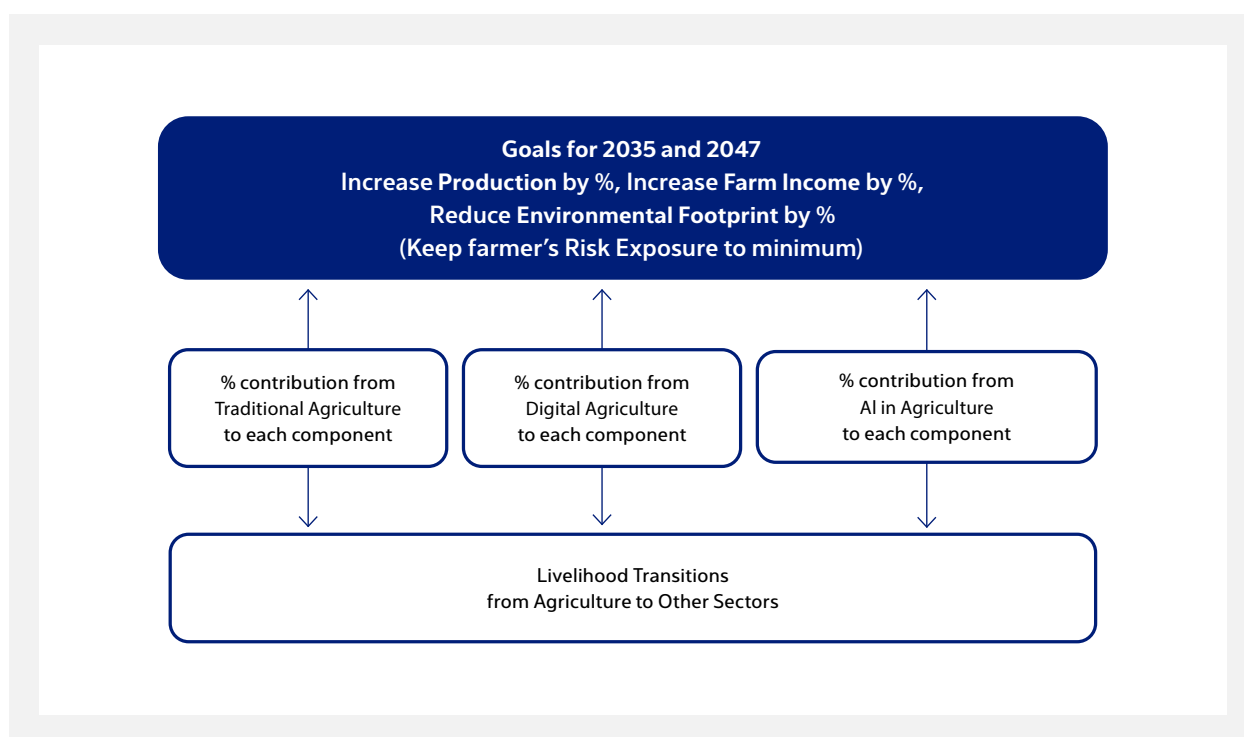 Goals for 2035 and 2047
Increase Production by %, Increase Farm Income by %,
Reduce Environmental Footprint by %
(Keep farmer’s Risk Exposure to minimum)
% contribution from
Traditional Agriculture
to each component
% contribution from
Digital Agriculture
to each component
% contribution from
AI in Agriculture
to each component
Livelihood Transitions
from Agriculture to Other Sectors